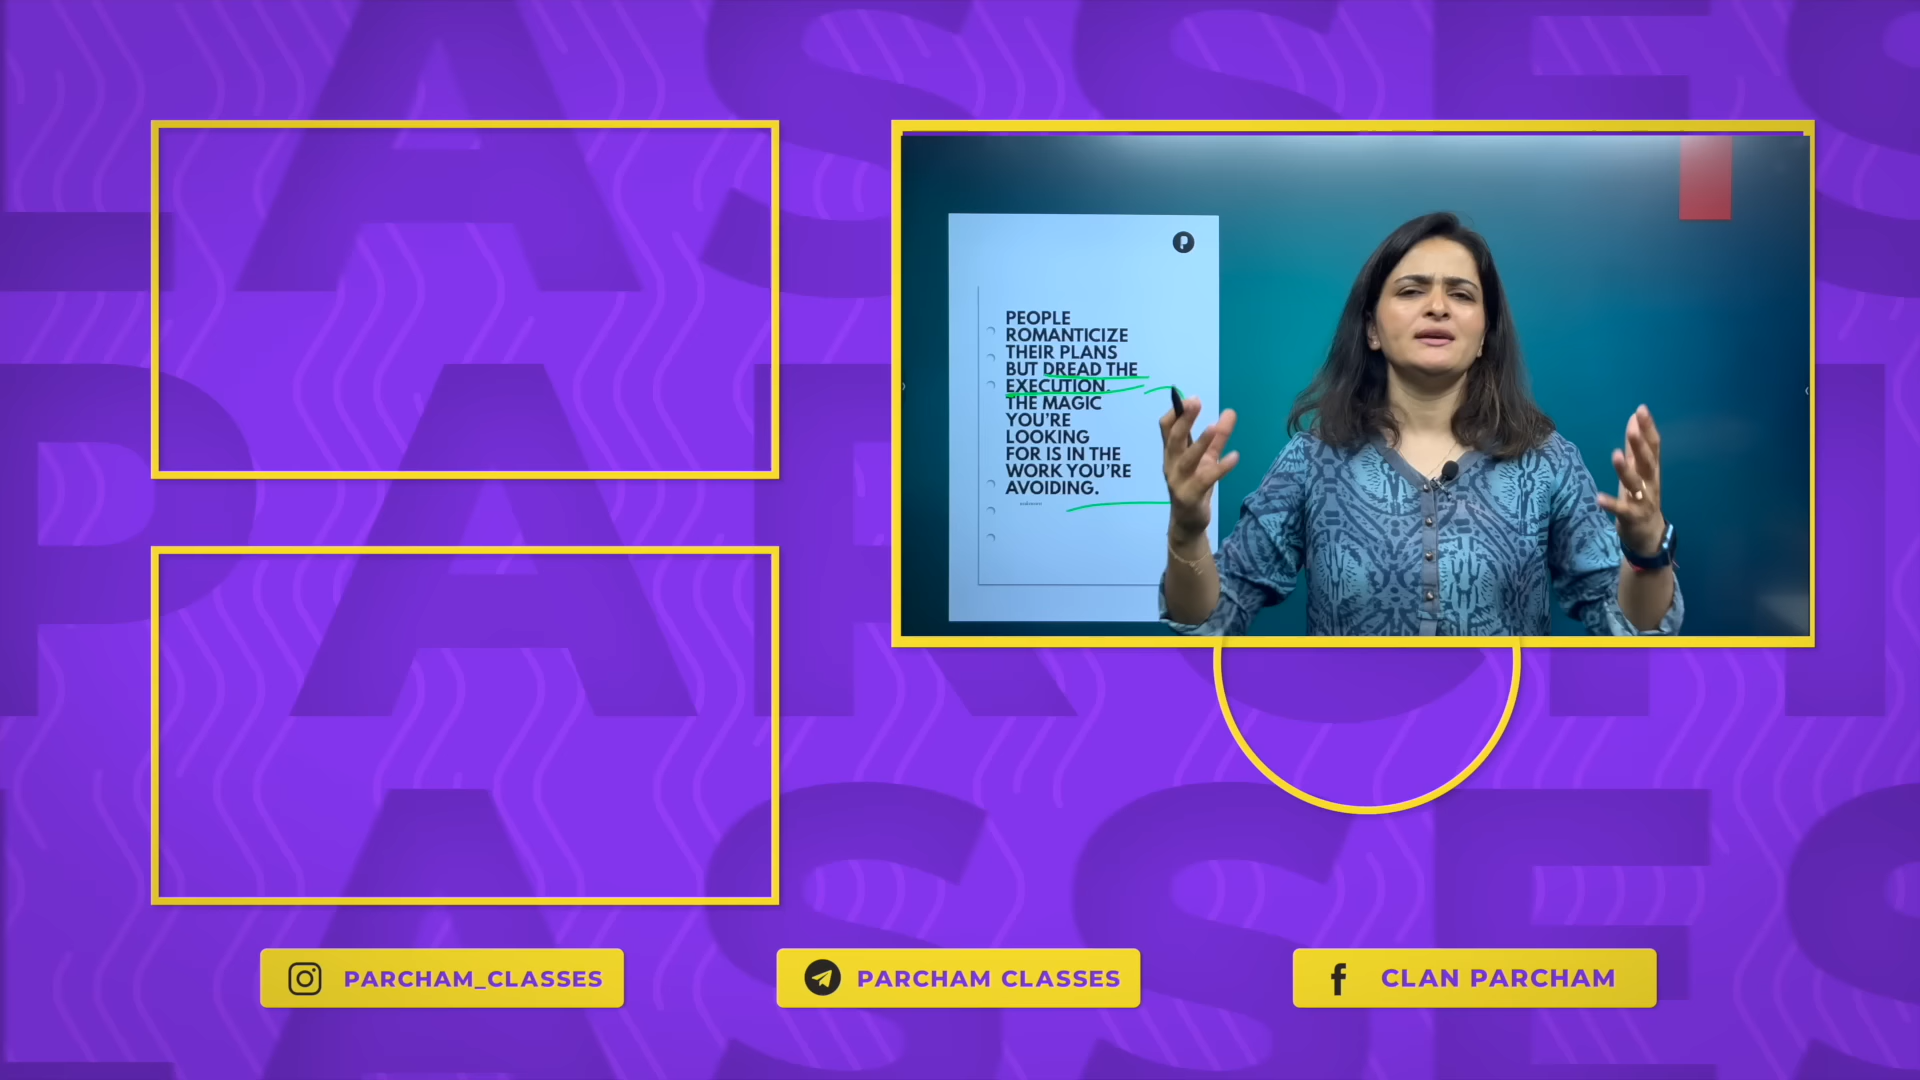 PEOPLE
ROMANTICIZE
THEIR PLANS
BUT DREAD THE
EXECUTION.
THE MAGIC
YOU'RE
LOOKING
FOR IS IN THE
WORK YOU'RE
AVOIDING.
PARCHAM_CLASSES
PARCHAM CLASSES
CLAN PARCHAM